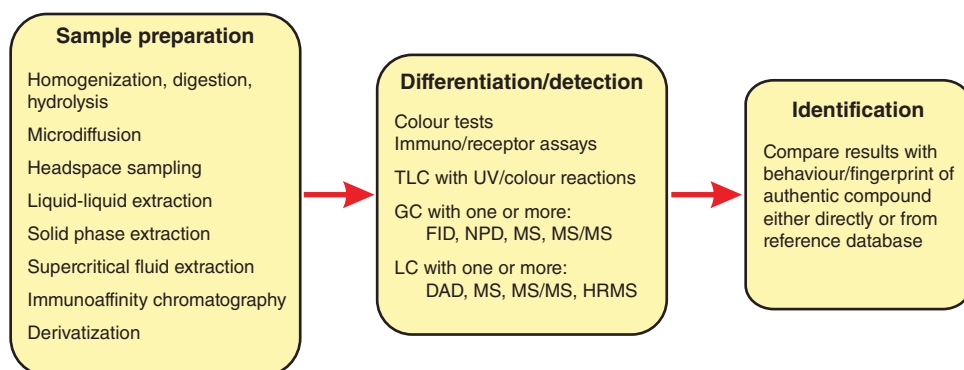 Sample preparation
Homogenization, digestion,
hydrolysis
Microdiffusion
Headspace sampling
Liquid-liquid extraction
Solid phase extraction
Supercritical fluid extraction
Immunoaffinity chromatography
Derivatization
Differentiation/detection
Colour tests
Immuno/receptor assays
TLC with UV/colour reactions
GC with one or more:
FID, NPD, MS, MS/MS
LC with one or more:
DAD, MS, MS/MS, HRMS
Identification
Compare results with
behaviour/fingerprint of
authentic compound
either directly or from
reference database